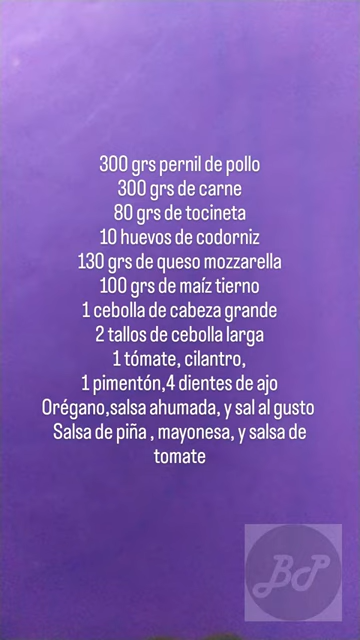 300 grs pernil de pollo
300 grs de carne
80 grs de tocineta
10 huevos de codorniz
130 grs de queso mozzarella
100 grs de maíz tierno
1 cebolla de cabeza grande
2 tallos de cebolla larga
1 tómate, cilantro,
1 pimentón,4 dientes de ajo
Orégano,salsa ahumada, y sal al gusto
Salsa de piña , mayonesa, y salsa de
tomate
BP